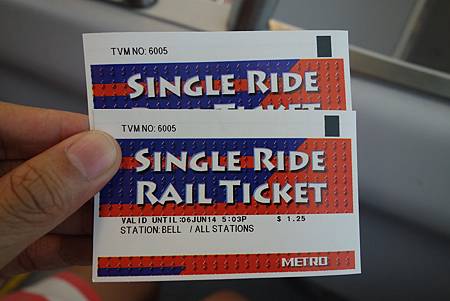 TVM NO: 6005
SINGLE RIDE
TICKET
TVM NO: 6005
SINGLE RIDE
RAIL TICKET
VALID UNTIL:06JUN14 5:03P $ 1.25
STATION:BELL /ALL STATIONS
METRO